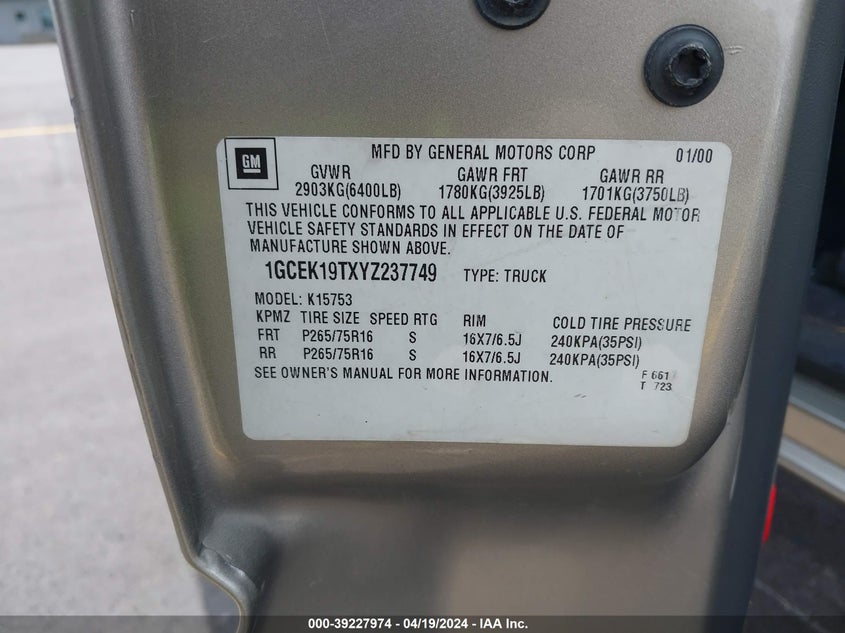 GM
MFD BY GENERAL MOTORS CORP 01/00
GVWR GAWR FRT GAWR RR
2903KG(6400LB) 1780KG(3925LB) 1701KG(3750LB)
THIS VEHICLE CONFORMS TO ALL APPLICABLE U.S. FEDERAL MOTOR
VEHICLE SAFETY STANDARDS IN EFFECT ON THE DATE OF
MANUFACTURE SHOWN ABOVE.
1GCEK19TXYZ237749 TYPE: TRUCK
MODEL: K15753
KPMZ TIRE SIZE SPEED RTG RIM COLD TIRE PRESSURE
FRT P265/75R16 S 16X7/6.5J 240KPA(35PSI)
RR P265/75R16 S 16X7/6.5J 240KPA(35PSI)
SEE OWNER'S MANUAL FOR MORE INFORMATION.
F 661
T 723
000-39227974 - 04/19/2024 - IAA Inc.